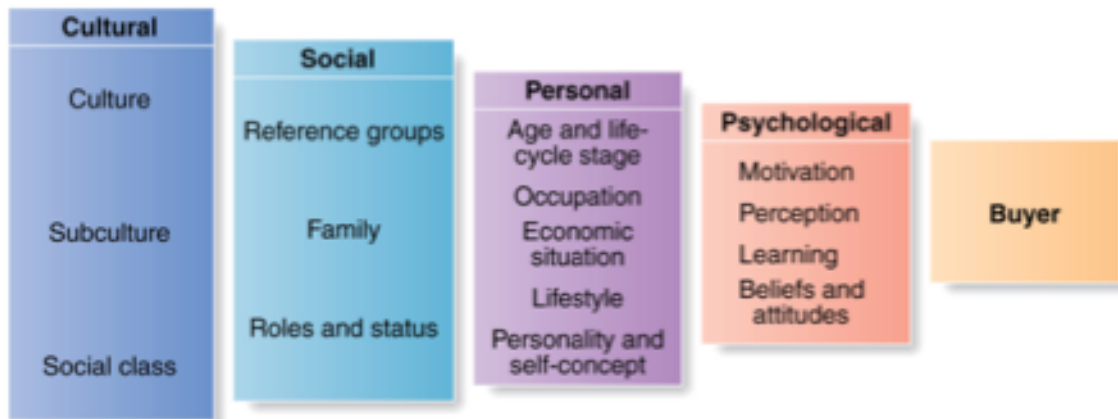 Cultural
Culture
Subculture
Social class
Social
Reference groups
Family
Roles and status
Personal
Age and life-
cycle stage
Occupation
Economic
situation
Lifestyle
Personality and
self-concept
Psychological
Motivation
Perception
Learning
Beliefs and
attitudes
Buyer